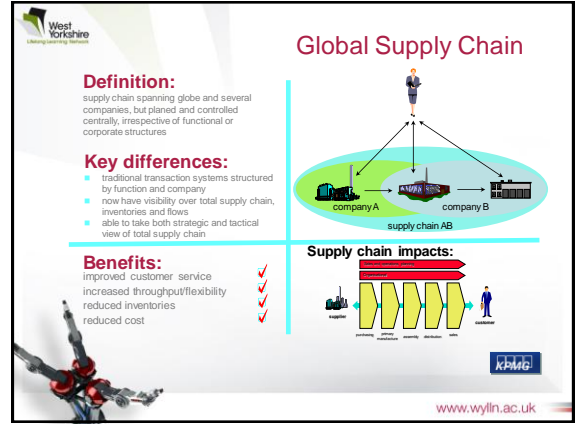 West
Yorkshire
Lifelong Learning Network
Global Supply Chain
Definition:
supply chain spanning globe and several
companies, but planed and controlled
centrally, irrespective of functional or
corporate structures
Key differences:
traditional transaction systems structured
by function and company
now have visibility over total supply chain,
inventories and flows
able to take both strategic and tactical
view of total supply chain
company A
company B
supply chain AB
Benefits:
improved customer service
increased throughput/flexibility
reduced inventories
reduced cost
Supply chain impacts:
supplier
customer
purchasing
primary
manufacture
assembly
distribution
sales
KPMG
www.wylln.ac.uk